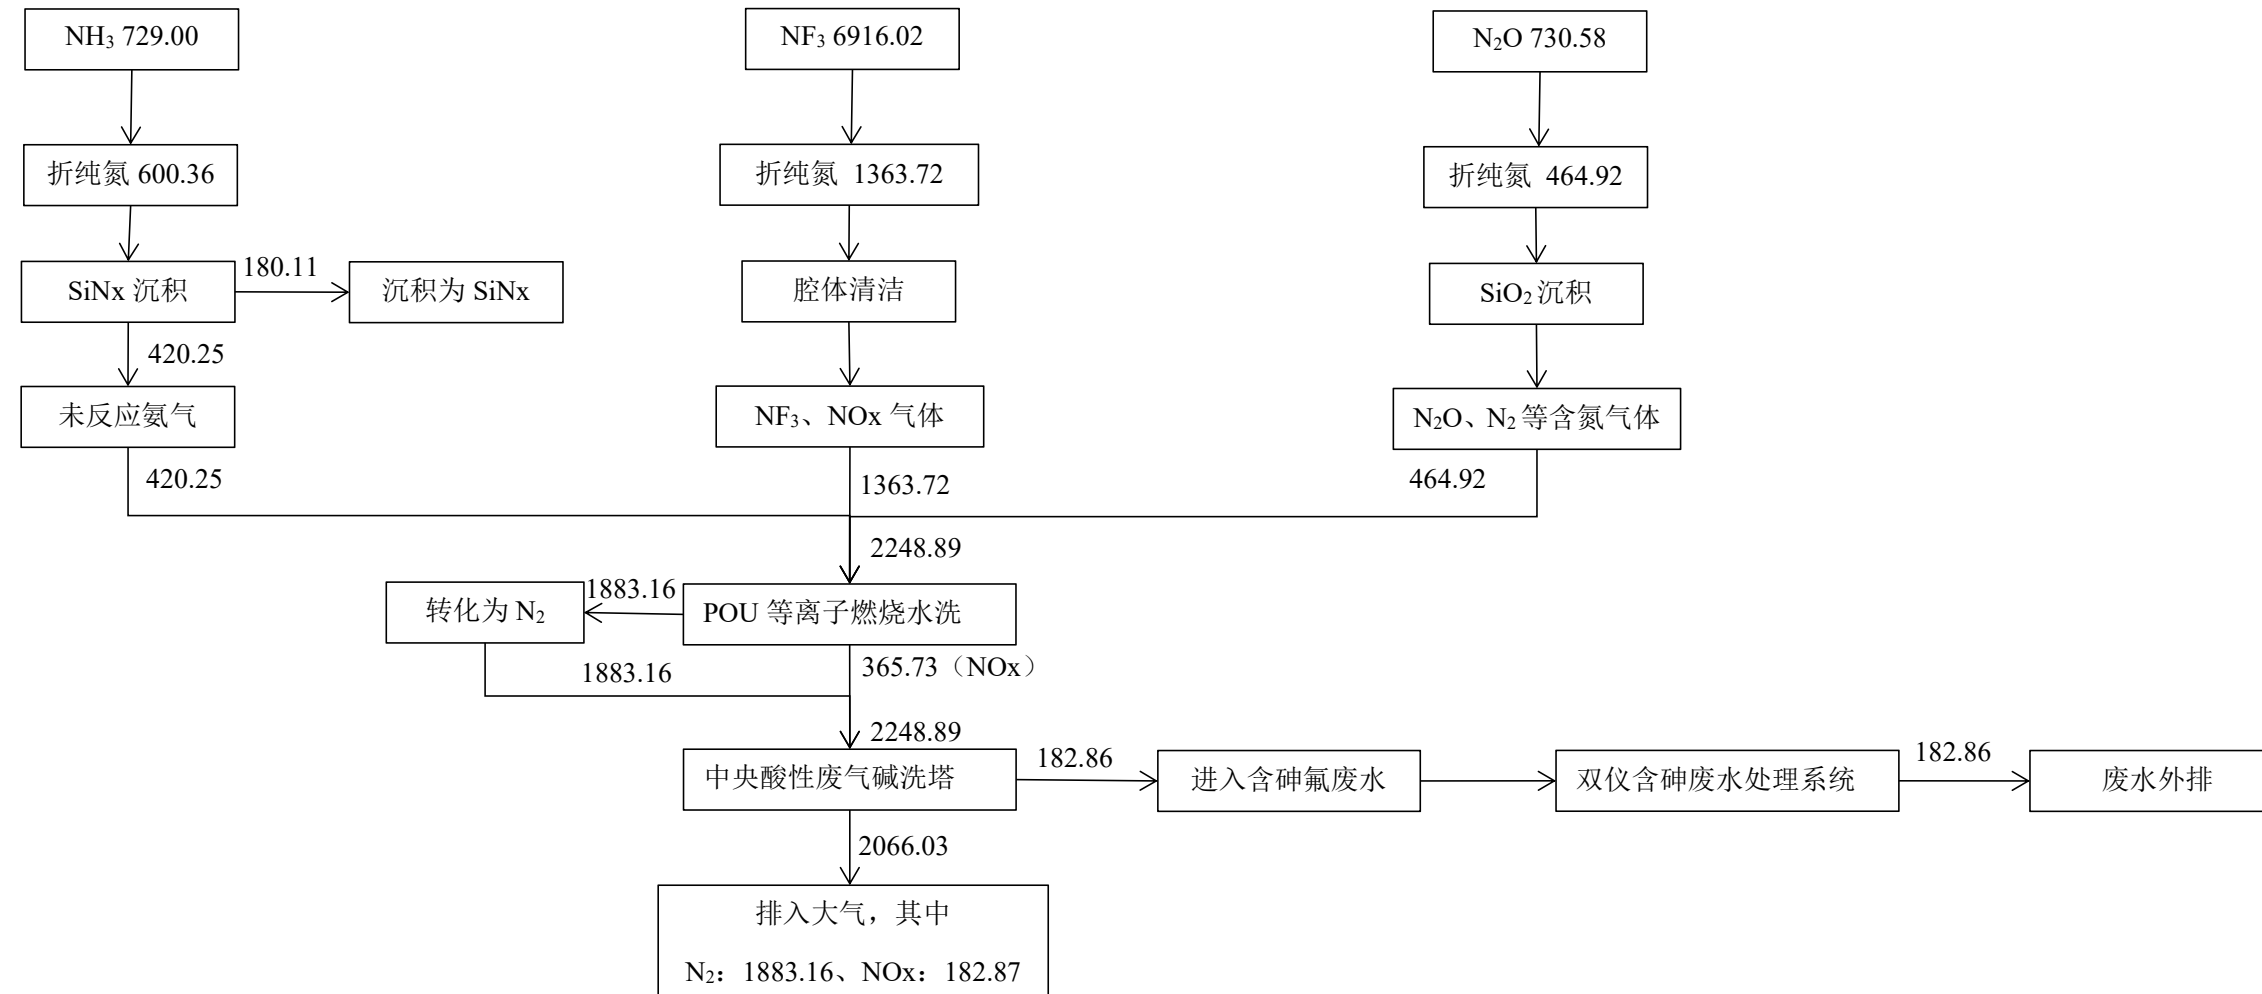 NH₃ 729.00
NF₃ 6916.02
N₂O 730.58
折纯氮 600.36
折纯氮 1363.72
折纯氮 464.92
SiNx 沉积
180.11
沉积为 SiNx
腔体清洁
SiO₂沉积
420.25
未反应氨气
NF₃、NOx 气体
N₂O、N₂等含氮气体
420.25
1363.72
464.92
2248.89
转化为 N₂
1883.16
POU 等离子燃烧水洗
1883.16
365.73（NOx）
2248.89
中央酸性废气碱洗塔
182.86
进入含砷氟废水
双仪含砷废水处理系统
182.86
废水外排
2066.03
排入大气，其中
N₂：1883.16、NOx：182.87